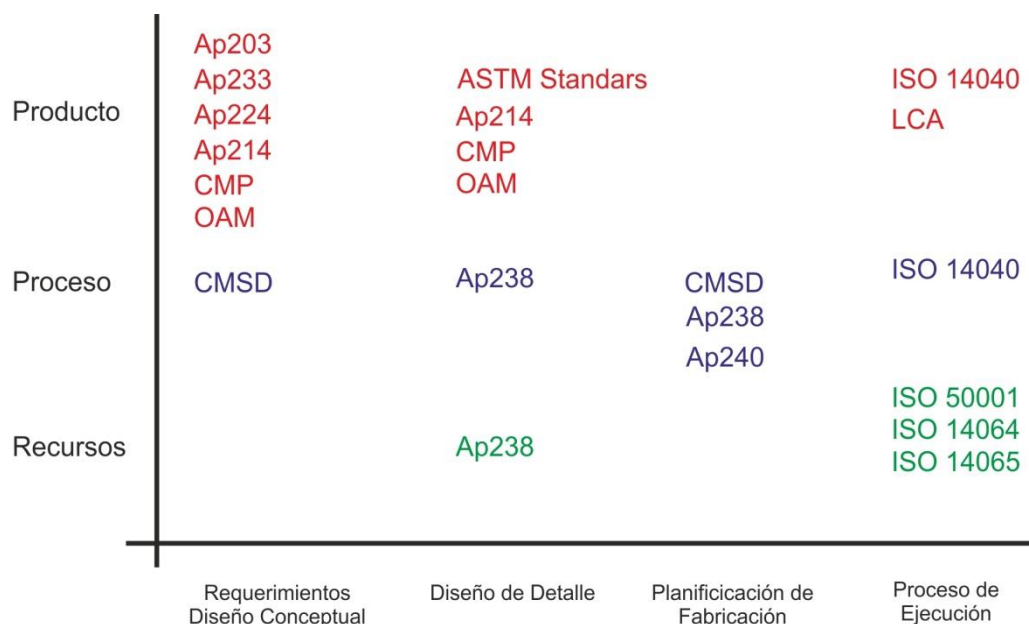 Producto
Ap203
Ap233
Ap224
Ap214
CMP
OAM
ASTM Standars
Ap214
CMP
OAM
ISO 14040
LCA
Proceso
CMSD
Ap238
CMSD
Ap238
Ap240
ISO 14040
Recursos
Ap238
ISO 50001
ISO 14064
ISO 14065
Requerimientos
Diseño Conceptual
Diseño de Detalle
Planificicación de
Fabricación
Proceso de
Ejecución